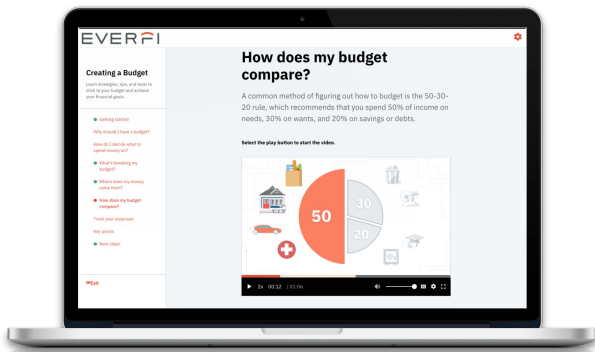 EVERFI
Creating a Budget
Learn strategies, tips, and tools to
stick to your budget and achieve
your financial goals.
Getting started
Why should I have a budget?
How do I decide what to
spend money on?
What's breaking my
budget?
Where does my money
come from?
How does my budget
compare?
Track your expenses
Key points
Next steps
Exit
How does my budget
compare?
A common method of figuring out how to budget is the 50-30-
20 rule, which recommends that you spend 50% of income on
needs, 30% on wants, and 20% on savings or debts.
Select the play button to start the video.
50
30
20
2x 00:12 / 01:06